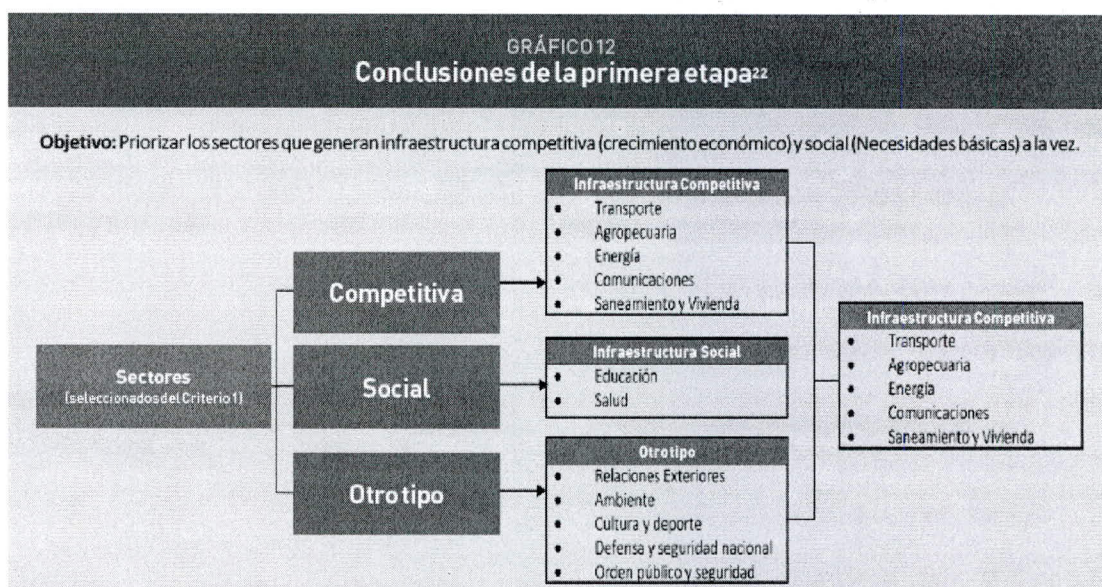 GRÁFICO 12
Conclusiones de la primera etapa²²
Objetivo: Priorizar los sectores que generan infraestructura competitiva (crecimiento económico) y social (Necesidades básicas) a la vez.
Sectores
(seleccionados del Criterio 1)
Competitiva
Social
Otro tipo
Infraestructura Competitiva
• Transporte
• Agropecuaria
• Energía
• Comunicaciones
• Saneamiento y Vivienda
Infraestructura Social
• Educación
• Salud
Otro tipo
• Relaciones Exteriores
• Ambiente
• Cultura y deporte
• Defensa y seguridad nacional
• Orden público y seguridad
Infraestructura Competitiva
• Transporte
• Agropecuaria
• Energía
• Comunicaciones
• Saneamiento y Vivienda